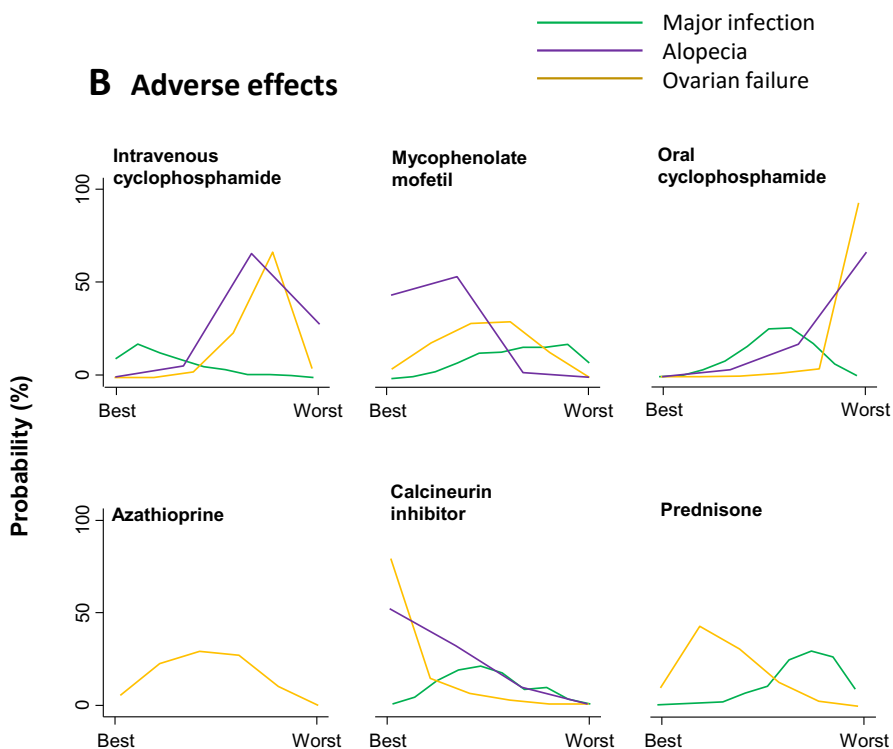 Major infection
Alopecia
Ovarian failure
B Adverse effects
Intravenous
cyclophosphamide
Mycophenolate
mofetil
Oral
cyclophosphamide
100
50
0
Best
Worst
Best
Worst
Best
Worst
Probability (%)
Azathioprine
Calcineurin
inhibitor
Prednisone
100
50
0
Best
Worst
Best
Worst
Best
Worst